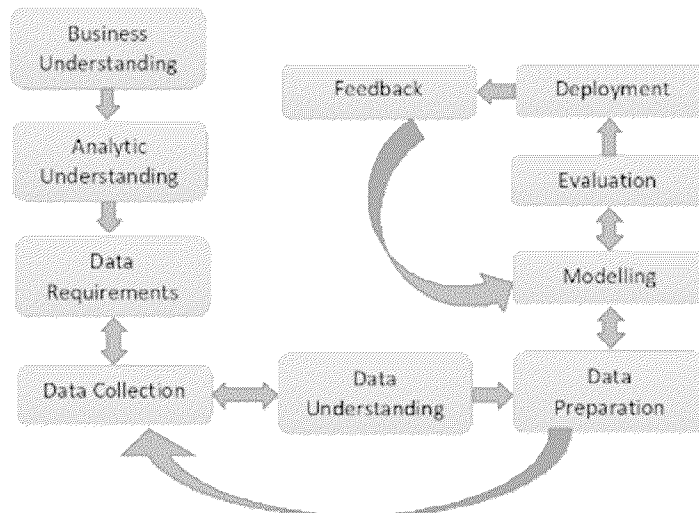 Business
Understanding
Analytic
Understanding
Data
Requirements
Data Collection
Data
Understanding
Data
Preparation
Modelling
Evaluation
Deployment
Feedback